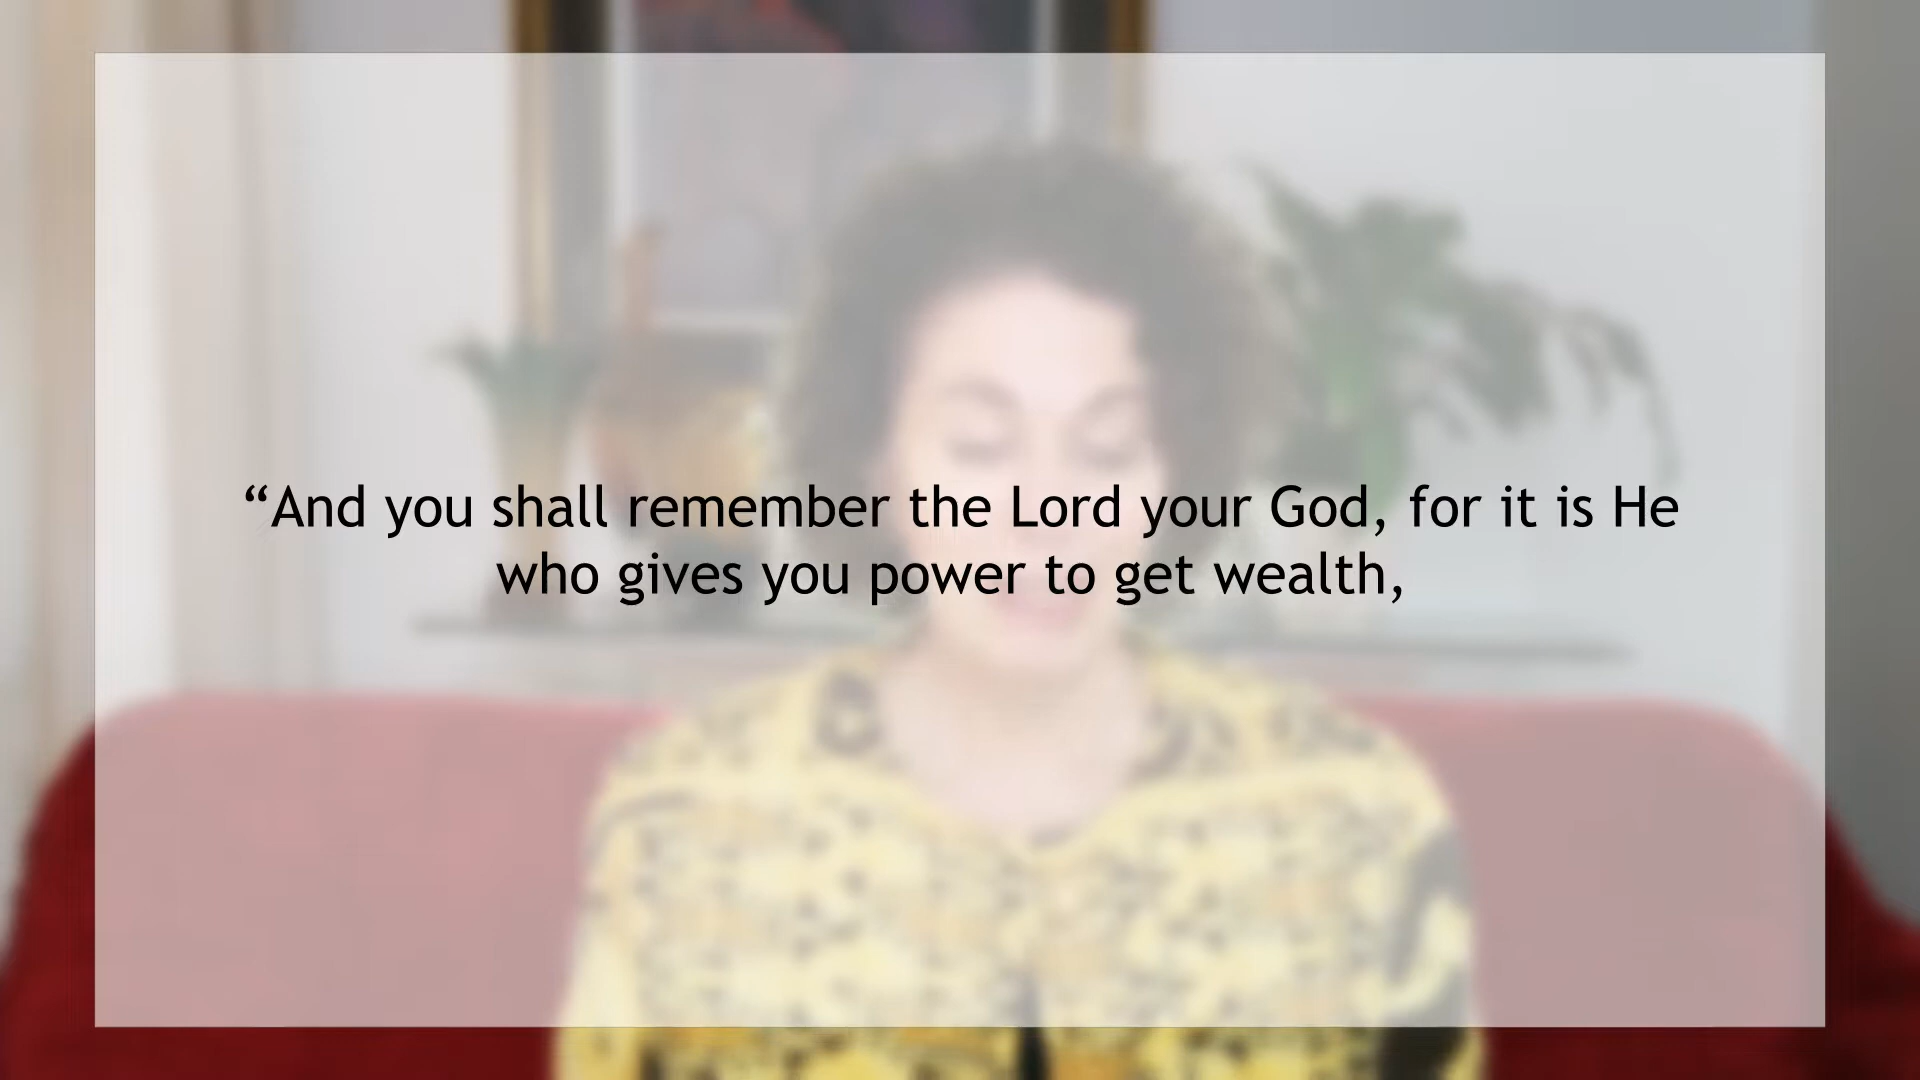 “And you shall remember the Lord your God, for it is He
who gives you power to get wealth,